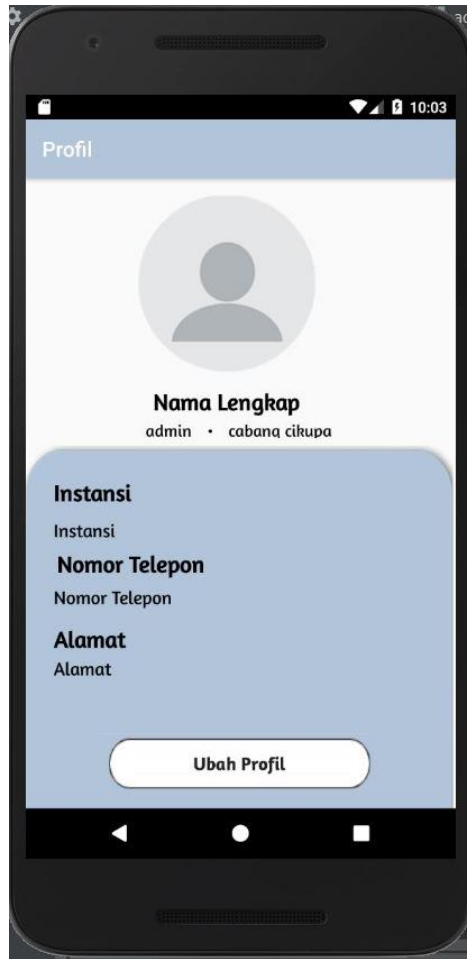 10:03
Profil
Nama Lengkap
admin • cabang cikupa
Instansi
Instansi
Nomor Telepon
Nomor Telepon
Alamat
Alamat
Ubah Profil